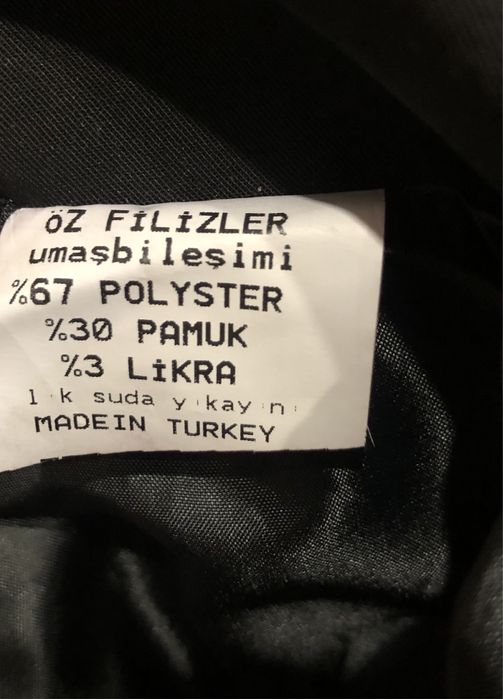 ÖZ FİLİZLER
umaşbileşimi
%67 POLYSTER
%30 PAMUK
%3 LİKRA
suda
MADEIN TURKEY